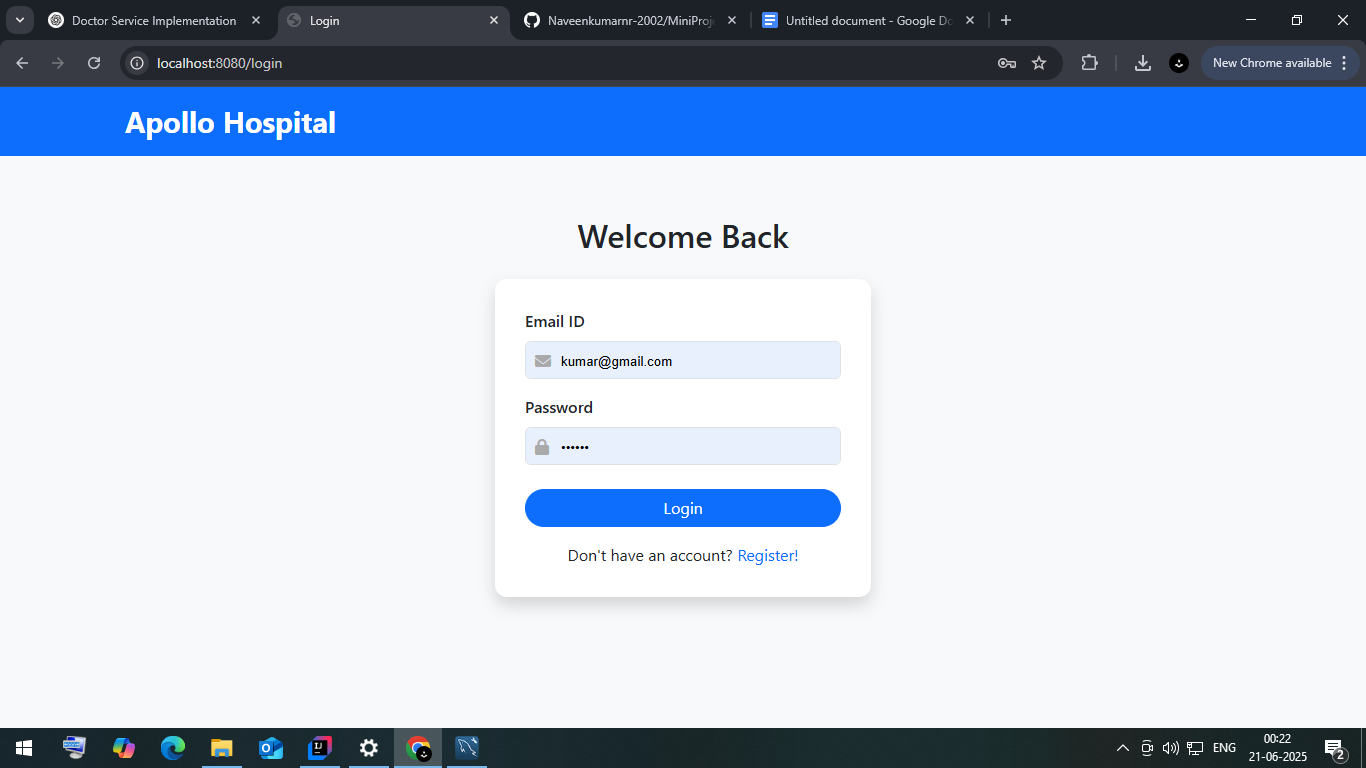 Doctor Service Implementation
Login
Naveenkumarnr-2002/MiniProj
Untitled document - Google Do
localhost:8080/login
New Chrome available
Apollo Hospital
Welcome Back
Email ID
kumar@gmail.com
Password
••••••
Login
Don't have an account? Register!
ENG
00:22
21-06-2025
2